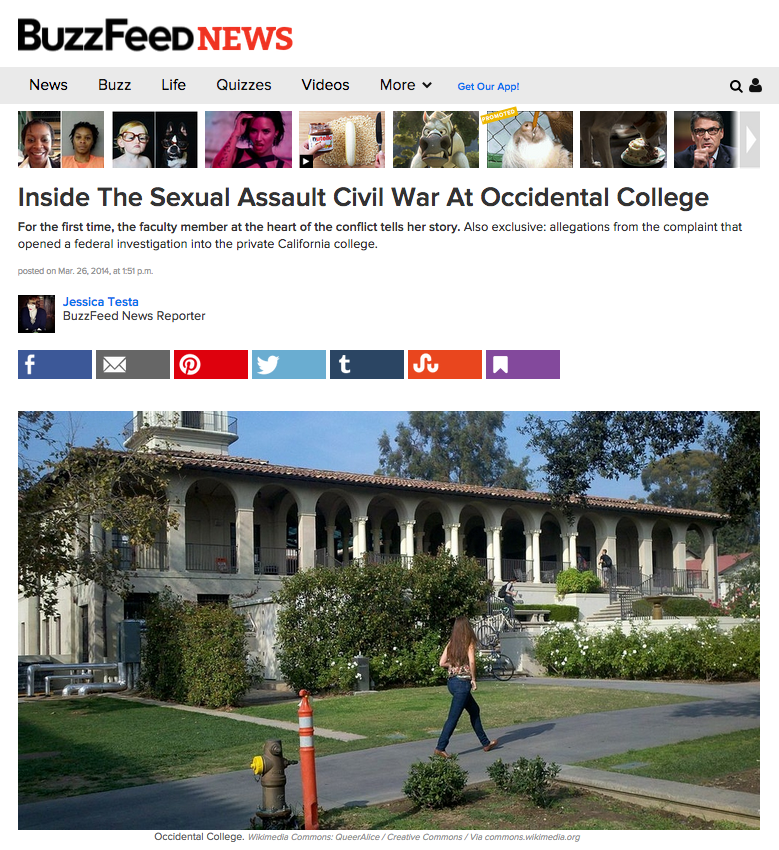 BUZZFEED NEWS
News Buzz Life Quizzes Videos More Get Our App!
PROMOTED
nutella
Inside The Sexual Assault Civil War At Occidental College
For the first time, the faculty member at the heart of the conflict tells her story. Also exclusive: allegations from the complaint that
opened a federal investigation into the private California college.
posted on Mar. 26, 2014, at 1:51 p.m.
Jessica Testa
BuzzFeed News Reporter
Occidental College. Wikimedia Commons: QueerAlice / Creative Commons / Via commons.wikimedia.org